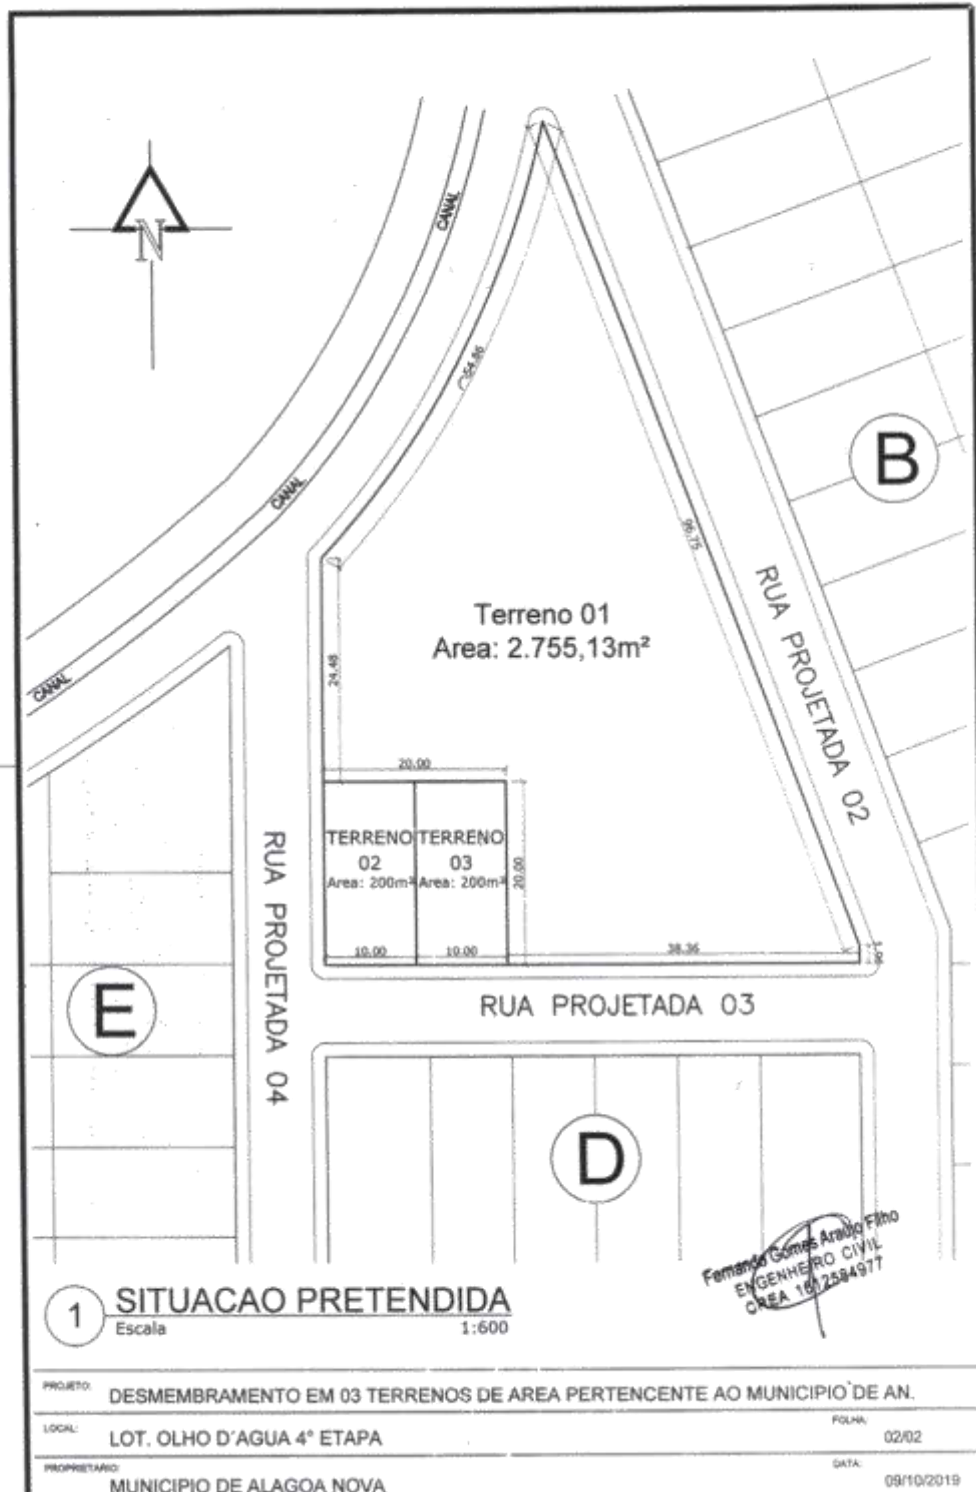 N
CANAL
CANAL
CANAL
54.86
B
96.75
RUA PROJETADA 02
Terreno 01
Area: 2.755,13m²
24.48
20.00
TERRENO
02
Area: 200m²
TERRENO
03
Area: 200m²
20.00
10.00
10.00
38.36
RUA PROJETADA 04
RUA PROJETADA 03
E
D
Fernando Gomes Araujo Filho
ENGENHEIRO CIVIL
CREA
1
SITUACAO PRETENDIDA
Escala 1:600
PROJETO: DESMEMBRAMENTO EM 03 TERRENOS DE AREA PERTENCENTE AO MUNICIPIO DE AN.
LOCAL: LOT. OLHO D´AGUA 4° ETAPA
FOLHA: 02/02
PROPRIETARIO: MUNICIPIO DE ALAGOA NOVA
DATA: 09/10/2019